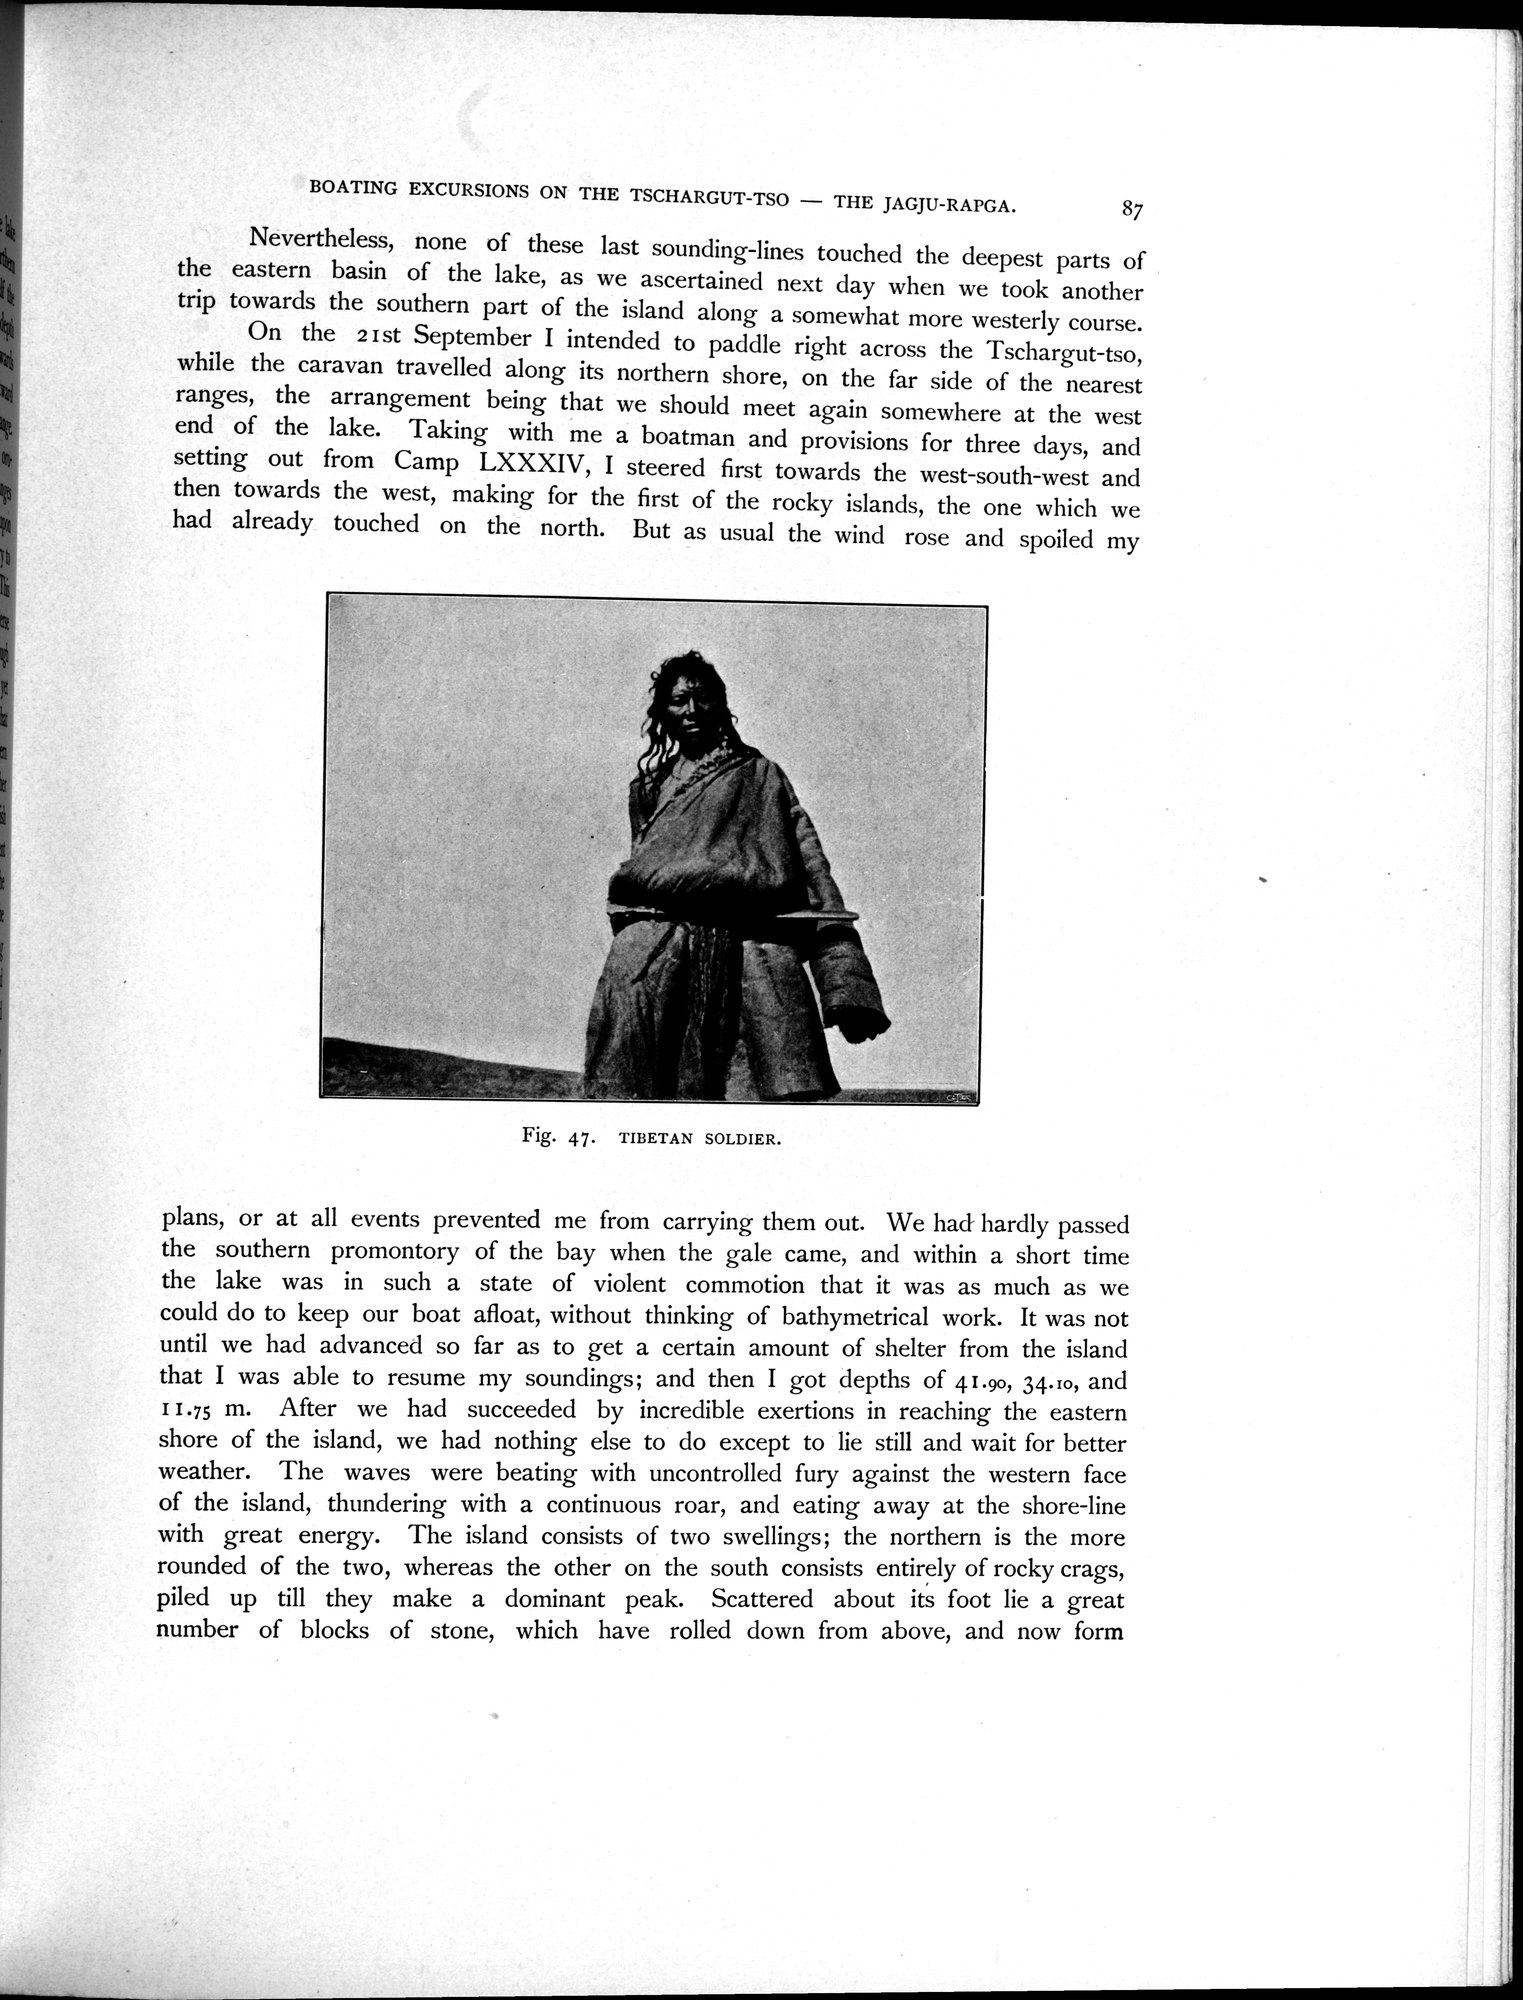 BOATING EXCURSIONS ON THE TSCHARGUT-TSO — THE JAGJU-RAPGA. 87
Nevertheless, none of these last sounding-lines touched the deepest parts of
the eastern basin of the lake, as we ascertained next day when we took another
trip towards the southern part of the island along a somewhat more westerly course.
On the 21st September I intended to paddle right across the Tschargut-tso,
while the caravan travelled along its northern shore, on the far side of the nearest
ranges, the arrangement being that we should meet again somewhere at the west
end of the lake. Taking with me a boatman and provisions for three days, and
setting out from Camp LXXXIV, I steered first towards the west-south-west and
then towards the west, making for the first of the rocky islands, the one which we
had already touched on the north. But as usual the wind rose and spoiled my
Fig. 47. TIBETAN SOLDIER.
plans, or at all events prevented me from carrying them out. We had hardly passed
the southern promontory of the bay when the gale came, and within a short time
the lake was in such a state of violent commotion that it was as much as we
could do to keep our boat afloat, without thinking of bathymetrical work. It was not
until we had advanced so far as to get a certain amount of shelter from the island
that I was able to resume my soundings; and then I got depths of 41.90, 34.10, and
11.75 m. After we had succeeded by incredible exertions in reaching the eastern
shore of the island, we had nothing else to do except to lie still and wait for better
weather. The waves were beating with uncontrolled fury against the western face
of the island, thundering with a continuous roar, and eating away at the shore-line
with great energy. The island consists of two swellings; the northern is the more
rounded of the two, whereas the other on the south consists entirely of rocky crags,
piled up till they make a dominant peak. Scattered about its foot lie a great
number of blocks of stone, which have rolled down from above, and now form